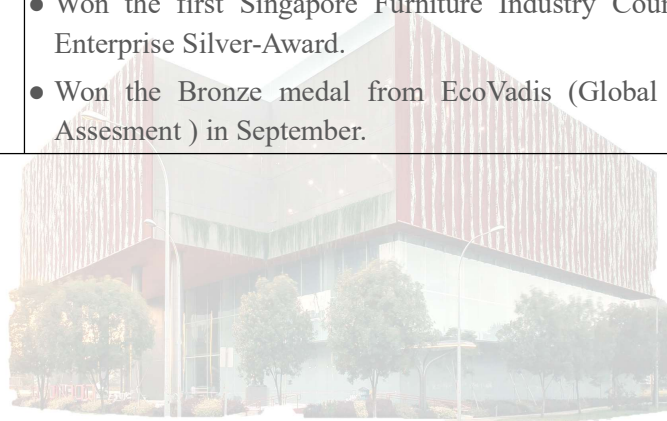 ● Won the first Singapore Furniture Industry Coun
Enterprise Silver-Award.
● Won the Bronze medal from EcoVadis (Global
Assesment ) in September.